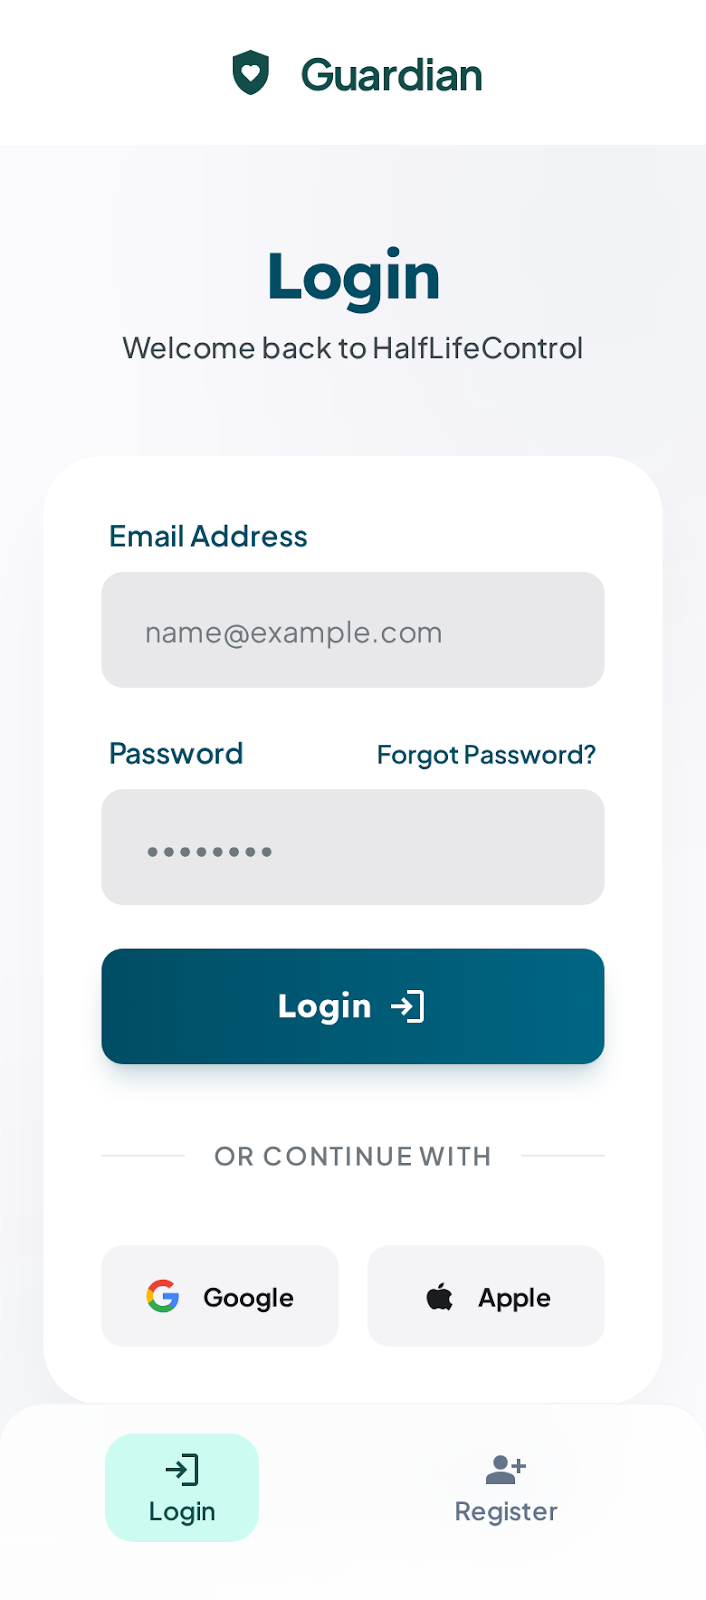 Guardian
Login
Welcome back to HalfLifeControl
Email Address
name@example.com
Password Forgot Password?
••••••••
Login
OR CONTINUE WITH
Google Apple
Login Register